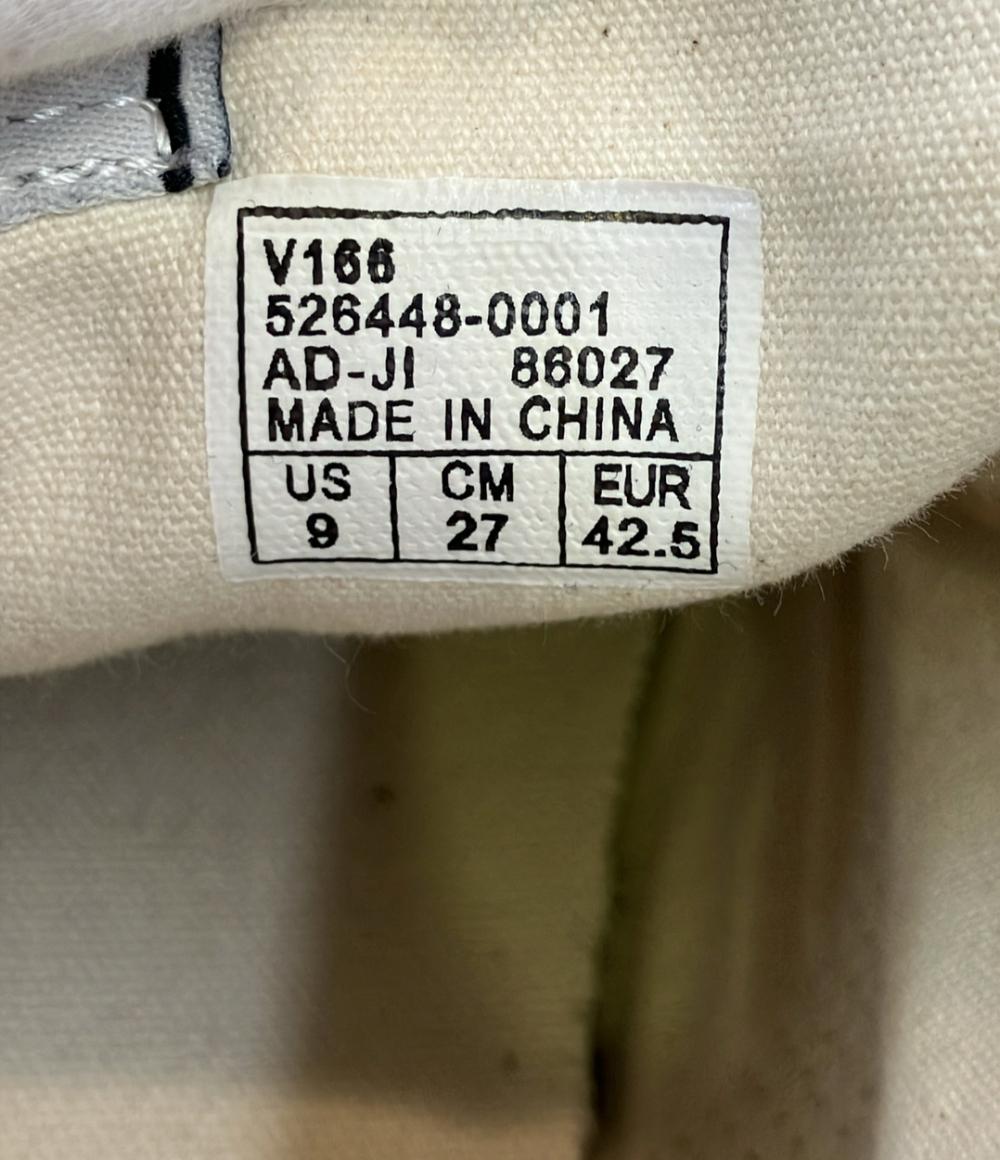 V166
526448-0001
AD-JI 86027
MADE IN CHINA
US CM EUR
9 27 42.5